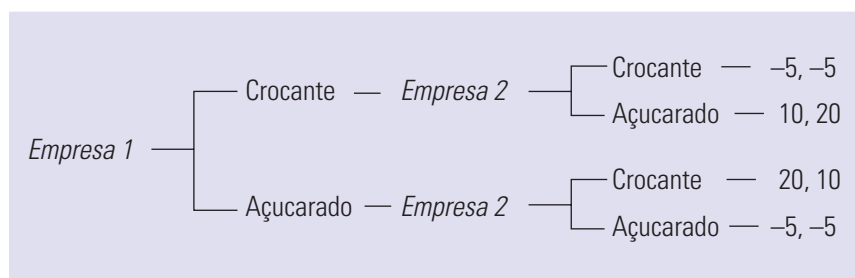 Crocante — –5, –5
Crocante — Empresa 2
Açucarado — 10, 20
Empresa 1
Crocante — 20, 10
Açucarado — Empresa 2
Açucarado — –5, –5